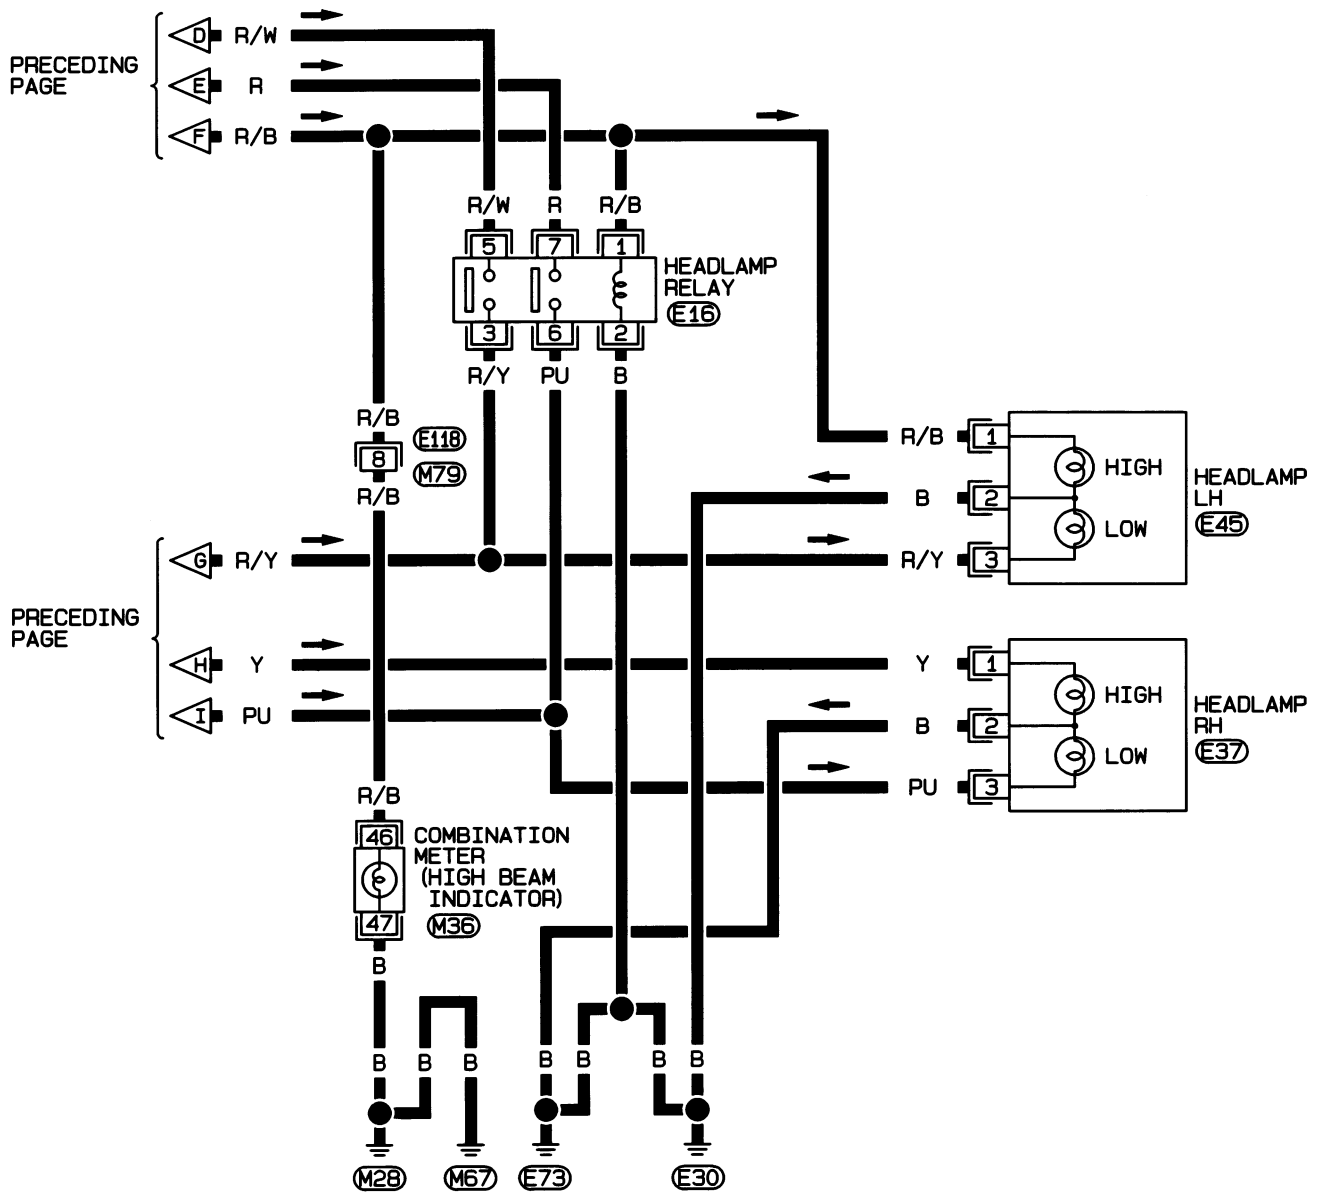 D R/W
PRECEDING
PAGE
E R
F R/B
R/W R R/B
5 7 1
HEADLAMP
RELAY
E16
3 6 2
R/Y PU B
R/B
E118
8
M79
R/B
R/B 1
HIGH
B 2
LOW
R/Y 3
HEADLAMP
LH
E45
G R/Y
PRECEDING
PAGE
H Y
I PU
Y 1
HIGH
B 2
LOW
PU 3
HEADLAMP
RH
E37
R/B
46
COMBINATION
METER
(HIGH BEAM
INDICATOR)
47
M36
B
B B B B B B B
M28 M67 E73 E30